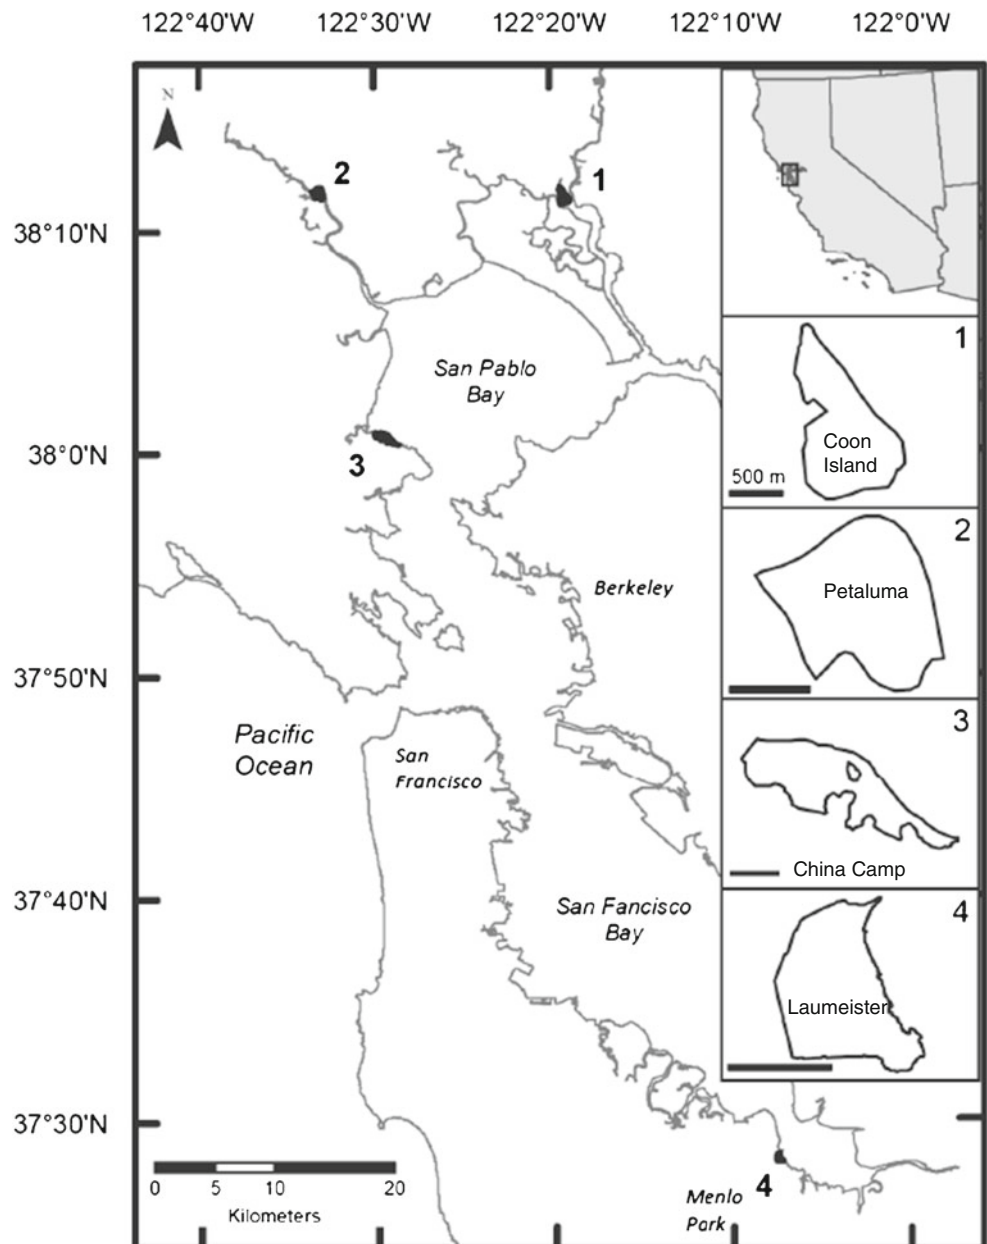 122°40'W 122°30'W 122°20'W 122°10'W 122°0'W
N
2
1
38°10'N
San Pablo
Bay
1
Coon
Island
500 m
38°0'N
3
2
Petaluma
Berkeley
37°50'N
3
China Camp
Pacific
Ocean
San
Francisco
37°40'N
San Fancisco
Bay
4
Laumeister
37°30'N
4
Menlo
Park
0 5 10 20
Kilometers